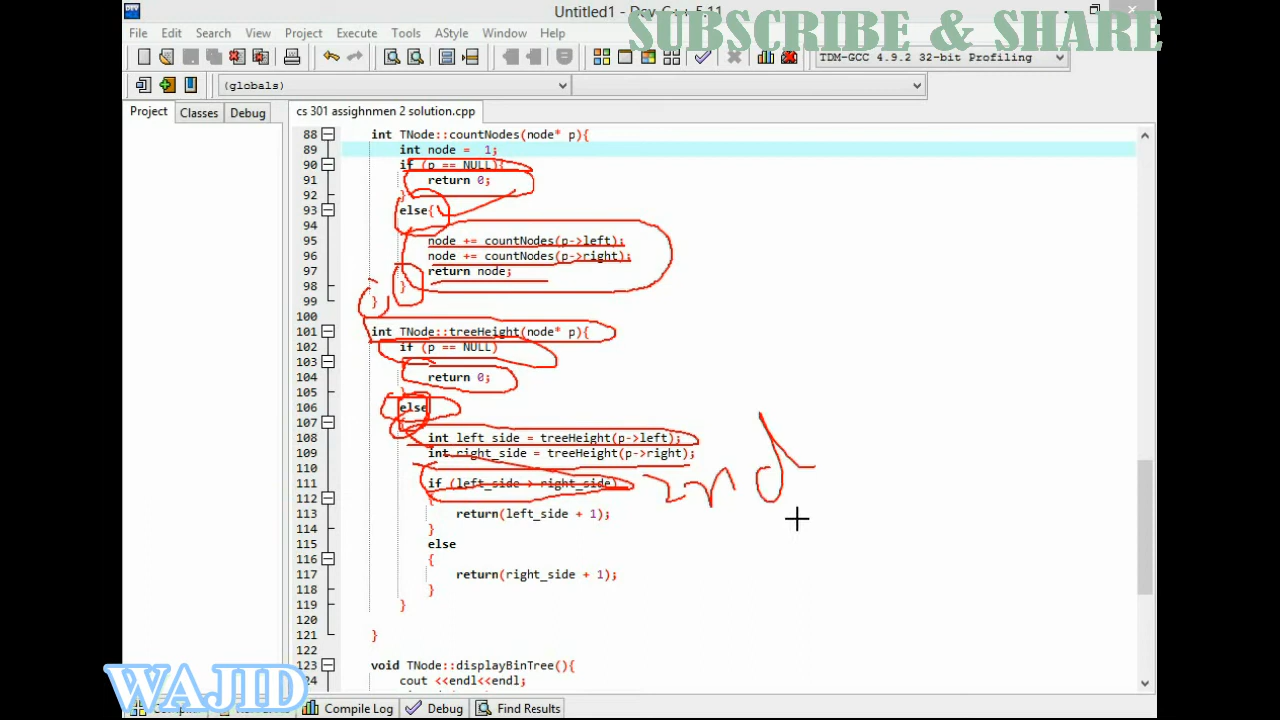 Untitled1 - Dev-C++ 5.11
SUBSCRIBE & SHARE
File Edit Search View Project Execute Tools AStyle Window Help
TDM-GCC 4.9.2 32-bit Profiling
(globals)
Project Classes Debug
cs 301 assighnmen 2 solution.cpp
88 int TNode::countNodes(node* p){
89 int node = 1;
90 if (p == NULL){
91 return 0;
92 }
93 else{
94
95 node += countNodes(p->left);
96 node += countNodes(p->right);
97 return node;
98 }
99 }
100
101 int TNode::treeHeight(node* p){
102 if (p == NULL)
103
104 return 0;
105 }
106 else
107 {
108 int left_side = treeHeight(p->left);
109 int right_side = treeHeight(p->right);
110
111 if (left_side > right_side)
2nd
112 {
113 return(left_side + 1);
114 }
115 else
116 {
117 return(right_side + 1);
118 }
119 }
120
121 }
123 void TNode::displayBinTree(){
124 cout <<endl<<endl;
WAJID
Compile Log Debug Find Results